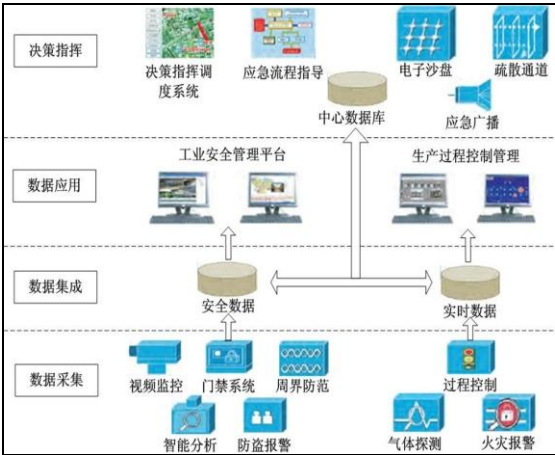 决策指挥
决策指挥调
度系统
应急流程指导
中心数据库
电子沙盘
疏散通道
应急广播
数据应用
工业安全管理平台
生产过程控制管理
数据集成
安全数据
实时数据
数据采集
视频监控
门禁系统
周界防范
过程控制
智能分析
防盗报警
气体探测
火灾报警